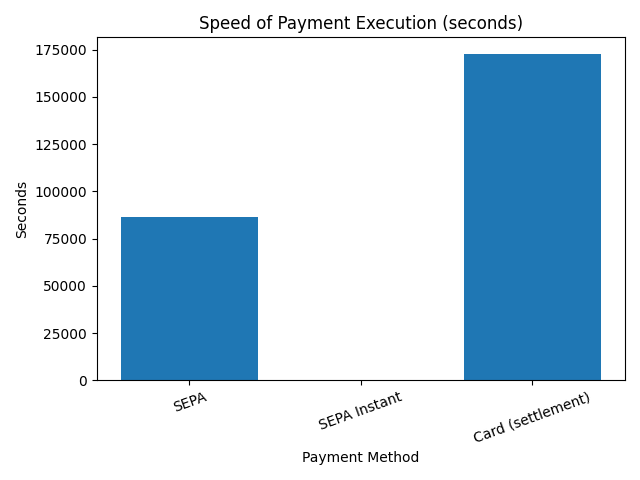 Speed of Payment Execution (seconds)
175000
150000
125000
100000
75000
50000
25000
0
Seconds
SEPA
SEPA Instant
Card (settlement)
Payment Method